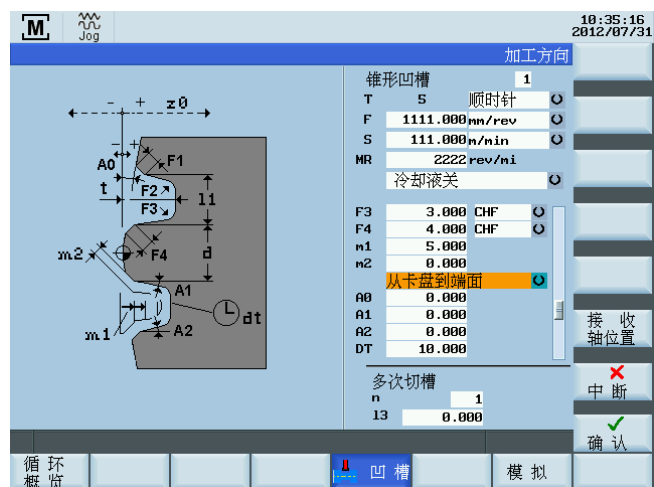 M Jog 10:35:16
2012/07/31
加工方向
锥形凹槽 1
T 5 顺时针
F 1111.000 mm/rev
S 111.000 m/min
MR 2222 rev/mi
冷却液关
F3 3.000 CHF
F4 4.000 CHF
m1 5.000
m2 0.000
从卡盘到端面
A0 0.000
A1 0.000
A2 0.000
DT 10.000
多次切槽
n 1
l3 0.000
- + z0
- +
A0 F1
t F2 l1
F3
m2 F4 d
A1
dt
m1 A2
接 收
轴位置
中 断
确 认
循 环
概 览
凹 槽
模 拟